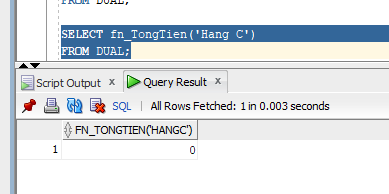 FROM DUAL;
SELECT fn_TongTien('Hang C')
FROM DUAL;
Script Output × Query Result ×
SQL | All Rows Fetched: 1 in 0.003 seconds
FN_TONGTIEN('HANGC')
1 0